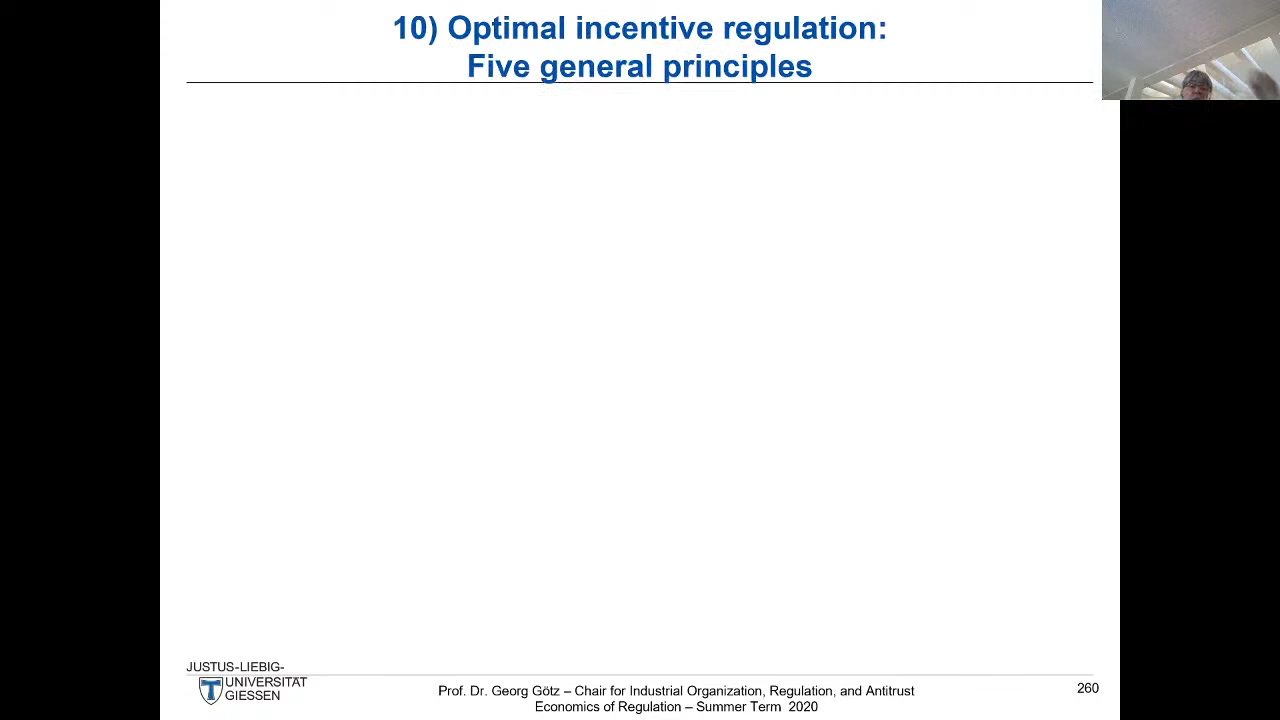 10) Optimal incentive regulation:
Five general principles
JUSTUS-LIEBIG-
UNIVERSITÄT
GIESSEN
Prof. Dr. Georg Götz – Chair for Industrial Organization, Regulation, and Antitrust
Economics of Regulation – Summer Term 2020
260